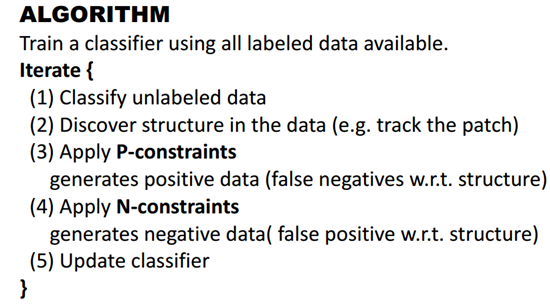 ALGORITHM
Train a classifier using all labeled data available.
Iterate {
(1) Classify unlabeled data
(2) Discover structure in the data (e.g. track the patch)
(3) Apply P-constraints
generates positive data (false negatives w.r.t. structure)
(4) Apply N-constraints
generates negative data( false positive w.r.t. structure)
(5) Update classifier
}